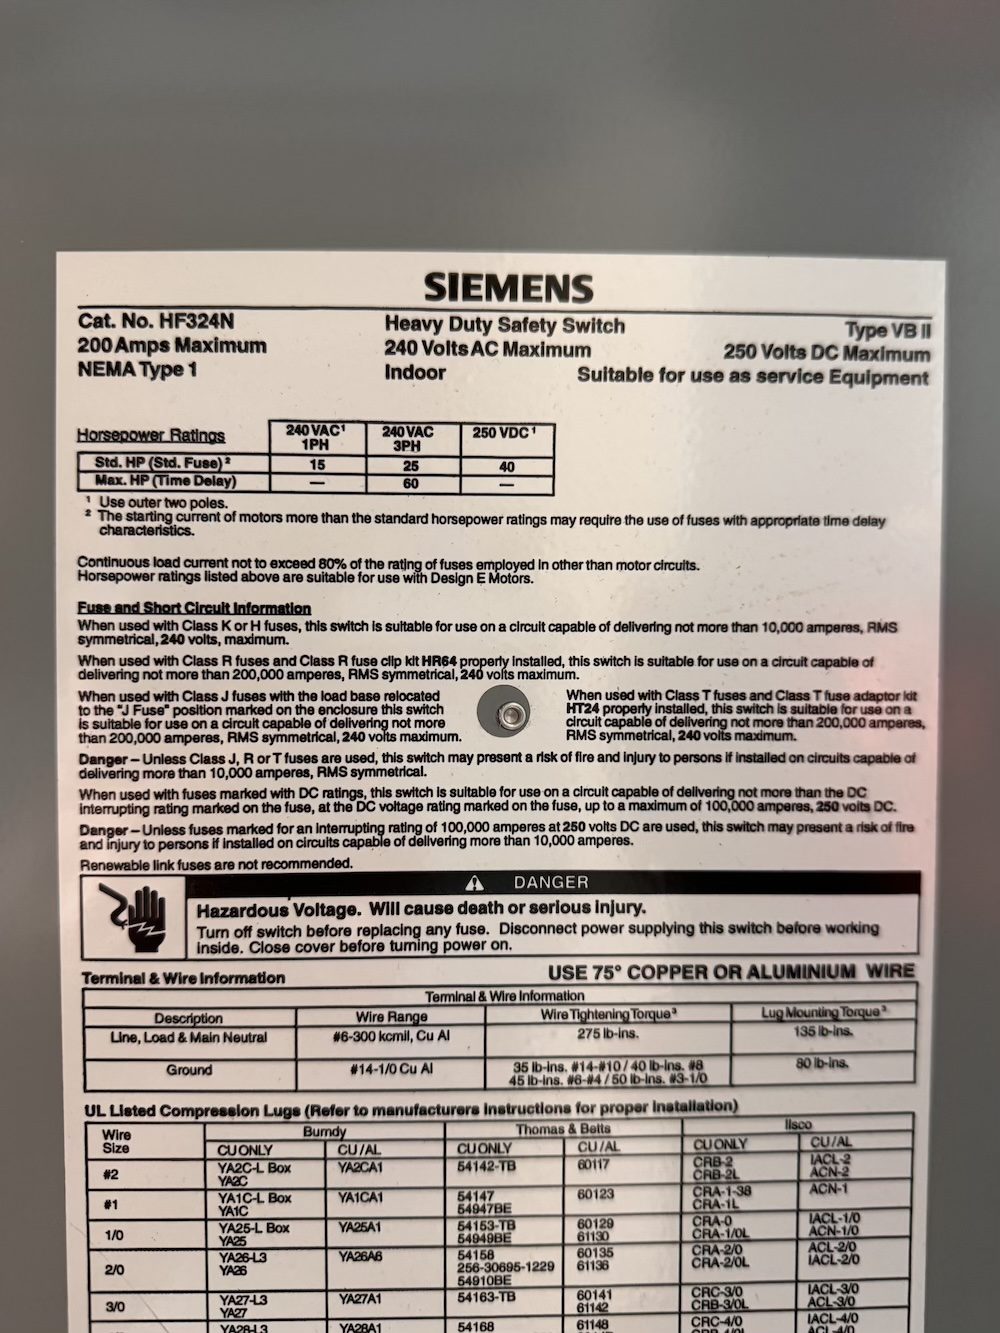 SIEMENS
Cat. No. HF324N
200 Amps Maximum
NEMA Type 1
Heavy Duty Safety Switch
240 Volts AC Maximum
Indoor
Type VB II
250 Volts DC Maximum
Suitable for use as service Equipment
Horsepower Ratings | 240 VAC¹ 1PH | 240 VAC 3PH | 250 VDC¹
Std. HP (Std. Fuse)² | 15 | 25 | 40
Max. HP (Time Delay) | — | 60 | —
¹ Use outer two poles.
² The starting current of motors more than the standard horsepower ratings may require the use of fuses with appropriate time delay
characteristics.
Continuous load current not to exceed 80% of the rating of fuses employed in other than motor circuits.
Horsepower ratings listed above are suitable for use with Design E Motors.
Fuse and Short Circuit Information
When used with Class K or H fuses, this switch is suitable for use on a circuit capable of delivering not more than 10,000 amperes, RMS
symmetrical, 240 volts, maximum.
When used with Class R fuses and Class R fuse clip kit HR64 properly installed, this switch is suitable for use on a circuit capable of
delivering not more than 200,000 amperes, RMS symmetrical, 240 volts maximum.
When used with Class J fuses with the load base relocated
to the "J Fuse" position marked on the enclosure this switch
is suitable for use on a circuit capable of delivering not more
than 200,000 amperes, RMS symmetrical, 240 volts maximum.
When used with Class T fuses and Class T fuse adaptor kit
HT24 properly installed, this switch is suitable for use on a
circuit capable of delivering not more than 200,000 amperes,
RMS symmetrical, 240 volts maximum.
Danger – Unless Class J, R or T fuses are used, this switch may present a risk of fire and injury to persons if installed on circuits capable of
delivering more than 10,000 amperes, RMS symmetrical.
When used with fuses marked with DC ratings, this switch is suitable for use on a circuit capable of delivering not more than the DC
interrupting rating marked on the fuse, at the DC voltage rating marked on the fuse, up to a maximum of 100,000 amperes, 250 volts DC.
Danger – Unless fuses marked for an interrupting rating of 100,000 amperes at 250 volts DC are used, this switch may present a risk of fire
and injury to persons if installed on circuits capable of delivering more than 10,000 amperes.
Renewable link fuses are not recommended.
DANGER
Hazardous Voltage. Will cause death or serious injury.
Turn off switch before replacing any fuse. Disconnect power supplying this switch before working
inside. Close cover before turning power on.
Terminal & Wire Information
USE 75° COPPER OR ALUMINIUM WIRE
Terminal & Wire Information
Description | Wire Range | Wire Tightening Torque³ | Lug Mounting Torque³
Line, Load & Main Neutral | #6-300 kcmil, Cu Al | 275 lb-ins. | 135 lb-ins.
Ground | #14-1/0 Cu Al | 35 lb-ins. #14-#10 / 40 lb-ins. #8 45 lb-ins. #6-#4 / 50 lb-ins. #3-1/0 | 80 lb-ins.
UL Listed Compression Lugs (Refer to manufacturers instructions for proper installation)
Wire Size | Burndy | Thomas & Betts | Ilsco
CU ONLY | CU/AL | CU ONLY | CU/AL | CU ONLY | CU/AL
#2 | YA2C-L Box YA2C | YA2CA1 | 54142-TB | 60117 | CRB-2 CRB-2L | IACL-2 ACN-2
#1 | YA1C-L Box YA1C | YA1CA1 | 54147 54947BE | 60123 | CRA-1-38 CRA-1L | ACN-1
1/0 | YA25-L Box YA25 | YA25A1 | 54153-TB 54949BE | 60129 61130 | CRA-0 CRA-1/0L | IACL-1/0 ACN-1/0
2/0 | YA26-L3 YA26 | YA26A6 | 54158 256-30695-1229 54910BE | 60135 61136 | CRA-2/0 CRA-2/0L | ACL-2/0 IACL-2/0
3/0 | YA27-L3 YA27 | YA27A1 | 54163-TB | 60141 61142 | CRC-3/0 CRB-3/0L | IACL-3/0 ACL-3/0
YA28-L3 | YA28A1 | 54168 | 61148 | CRC-4/0 | IACL-4/0